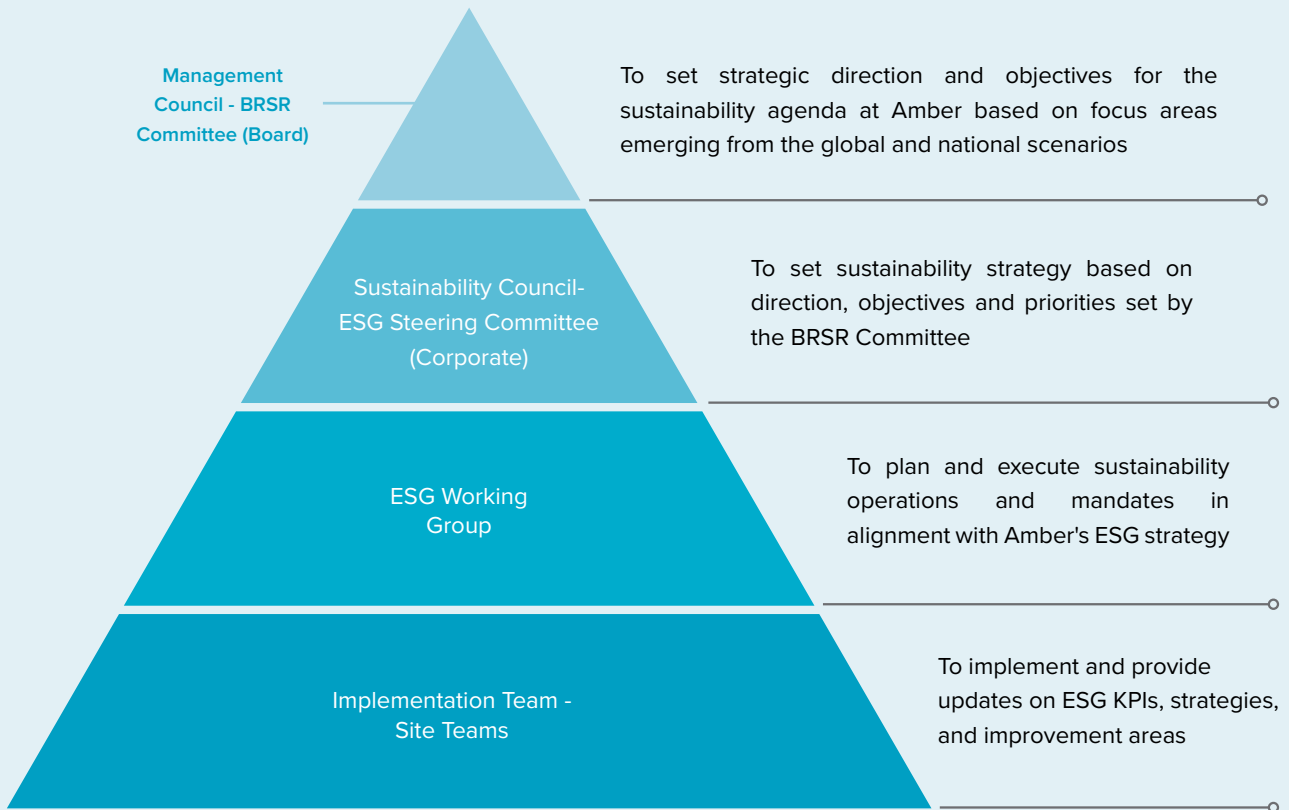 Management
Council - BRSR
Committee (Board)
To set strategic direction and objectives for the
sustainability agenda at Amber based on focus areas
emerging from the global and national scenarios
Sustainability Council-
ESG Steering Committee
(Corporate)
To set sustainability strategy based on
direction, objectives and priorities set by
the BRSR Committee
ESG Working
Group
To plan and execute sustainability
operations and mandates in
alignment with Amber's ESG strategy
Implementation Team -
Site Teams
To implement and provide
updates on ESG KPIs, strategies,
and improvement areas